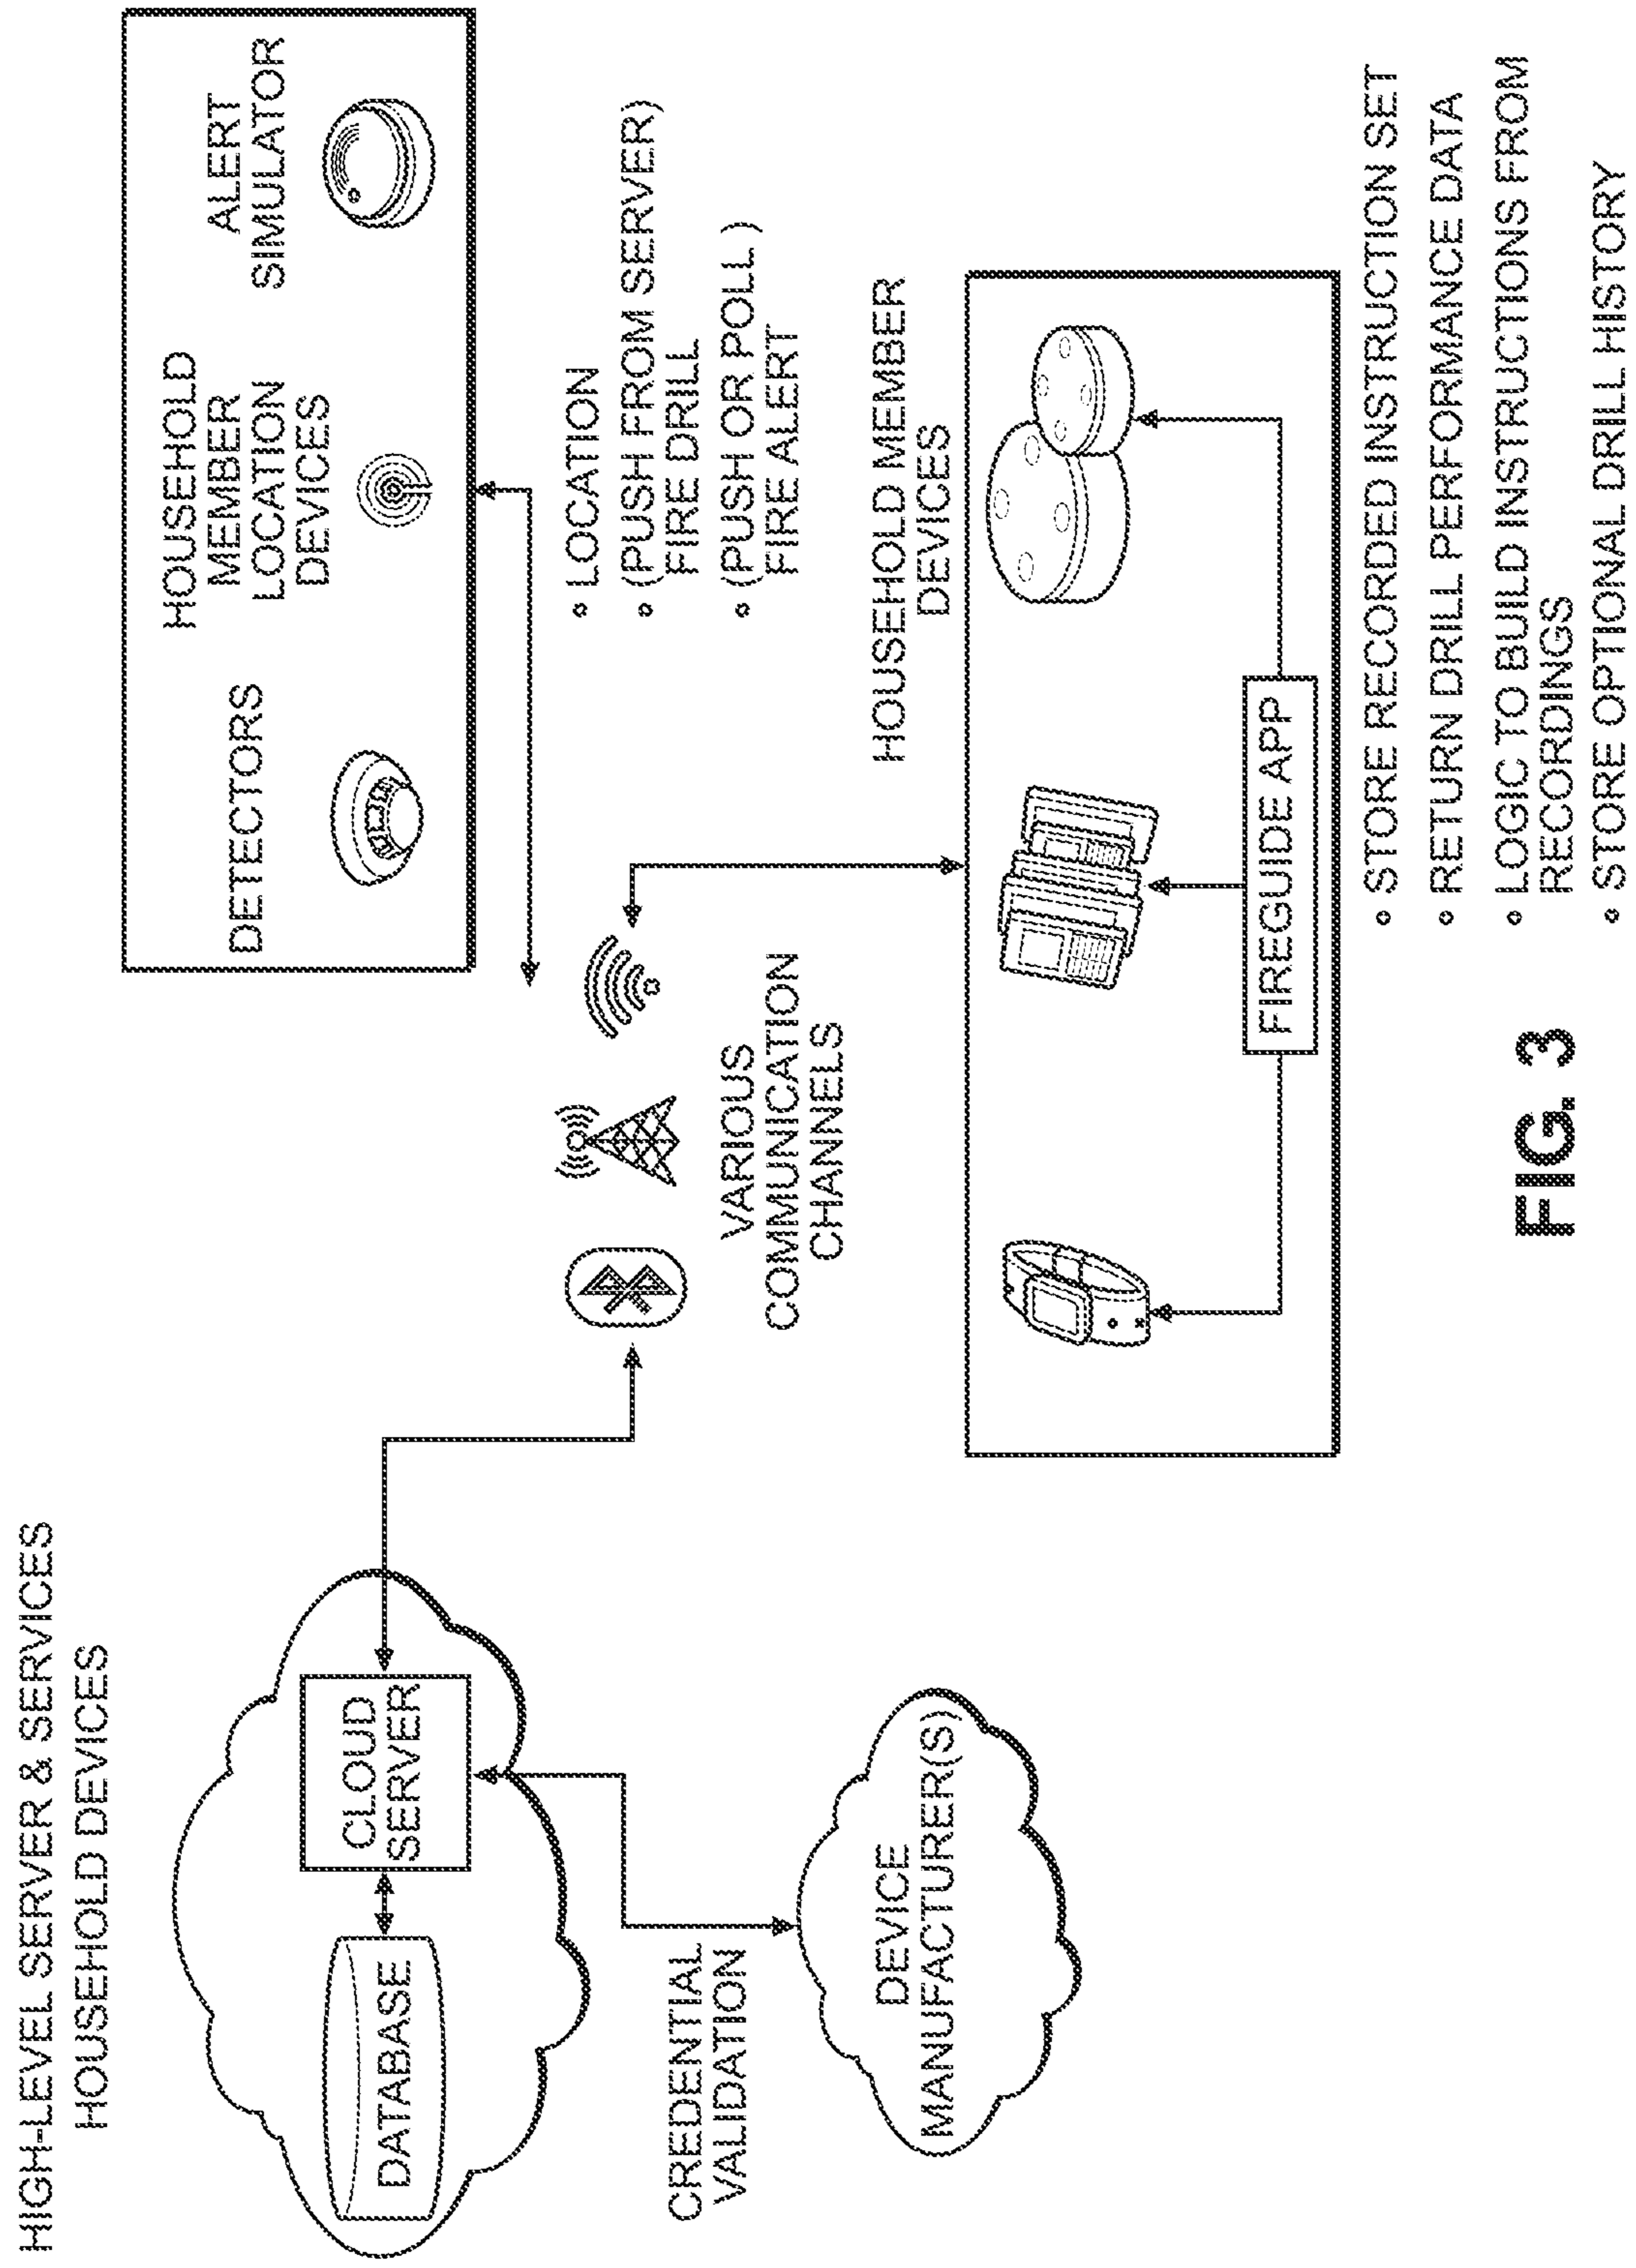 HIGH-LEVEL SERVER & SERVICES
HOUSEHOLD DEVICES
DATABASE
CLOUD
SERVER
CREDENTIAL
VALIDATION
DEVICE
MANUFACTURER(S)
VARIOUS
COMMUNICATION
CHANNELS
DETECTORS
HOUSEHOLD
MEMBER
LOCATION
DEVICES
ALERT
SIMULATOR
• LOCATION
• (PUSH FROM SERVER)
FIRE DRILL
• (PUSH OR POLL )
FIRE ALERT
HOUSEHOLD MEMBER
DEVICES
FIREGUIDE APP
• STORE RECORDED INSTRUCTION SET
• RETURN DRILL PERFORMANCE DATA
• LOGIC TO BUILD INSTRUCTIONS FROM
RECORDINGS
• STORE OPTIONAL DRILL HISTORY
FIG. 3